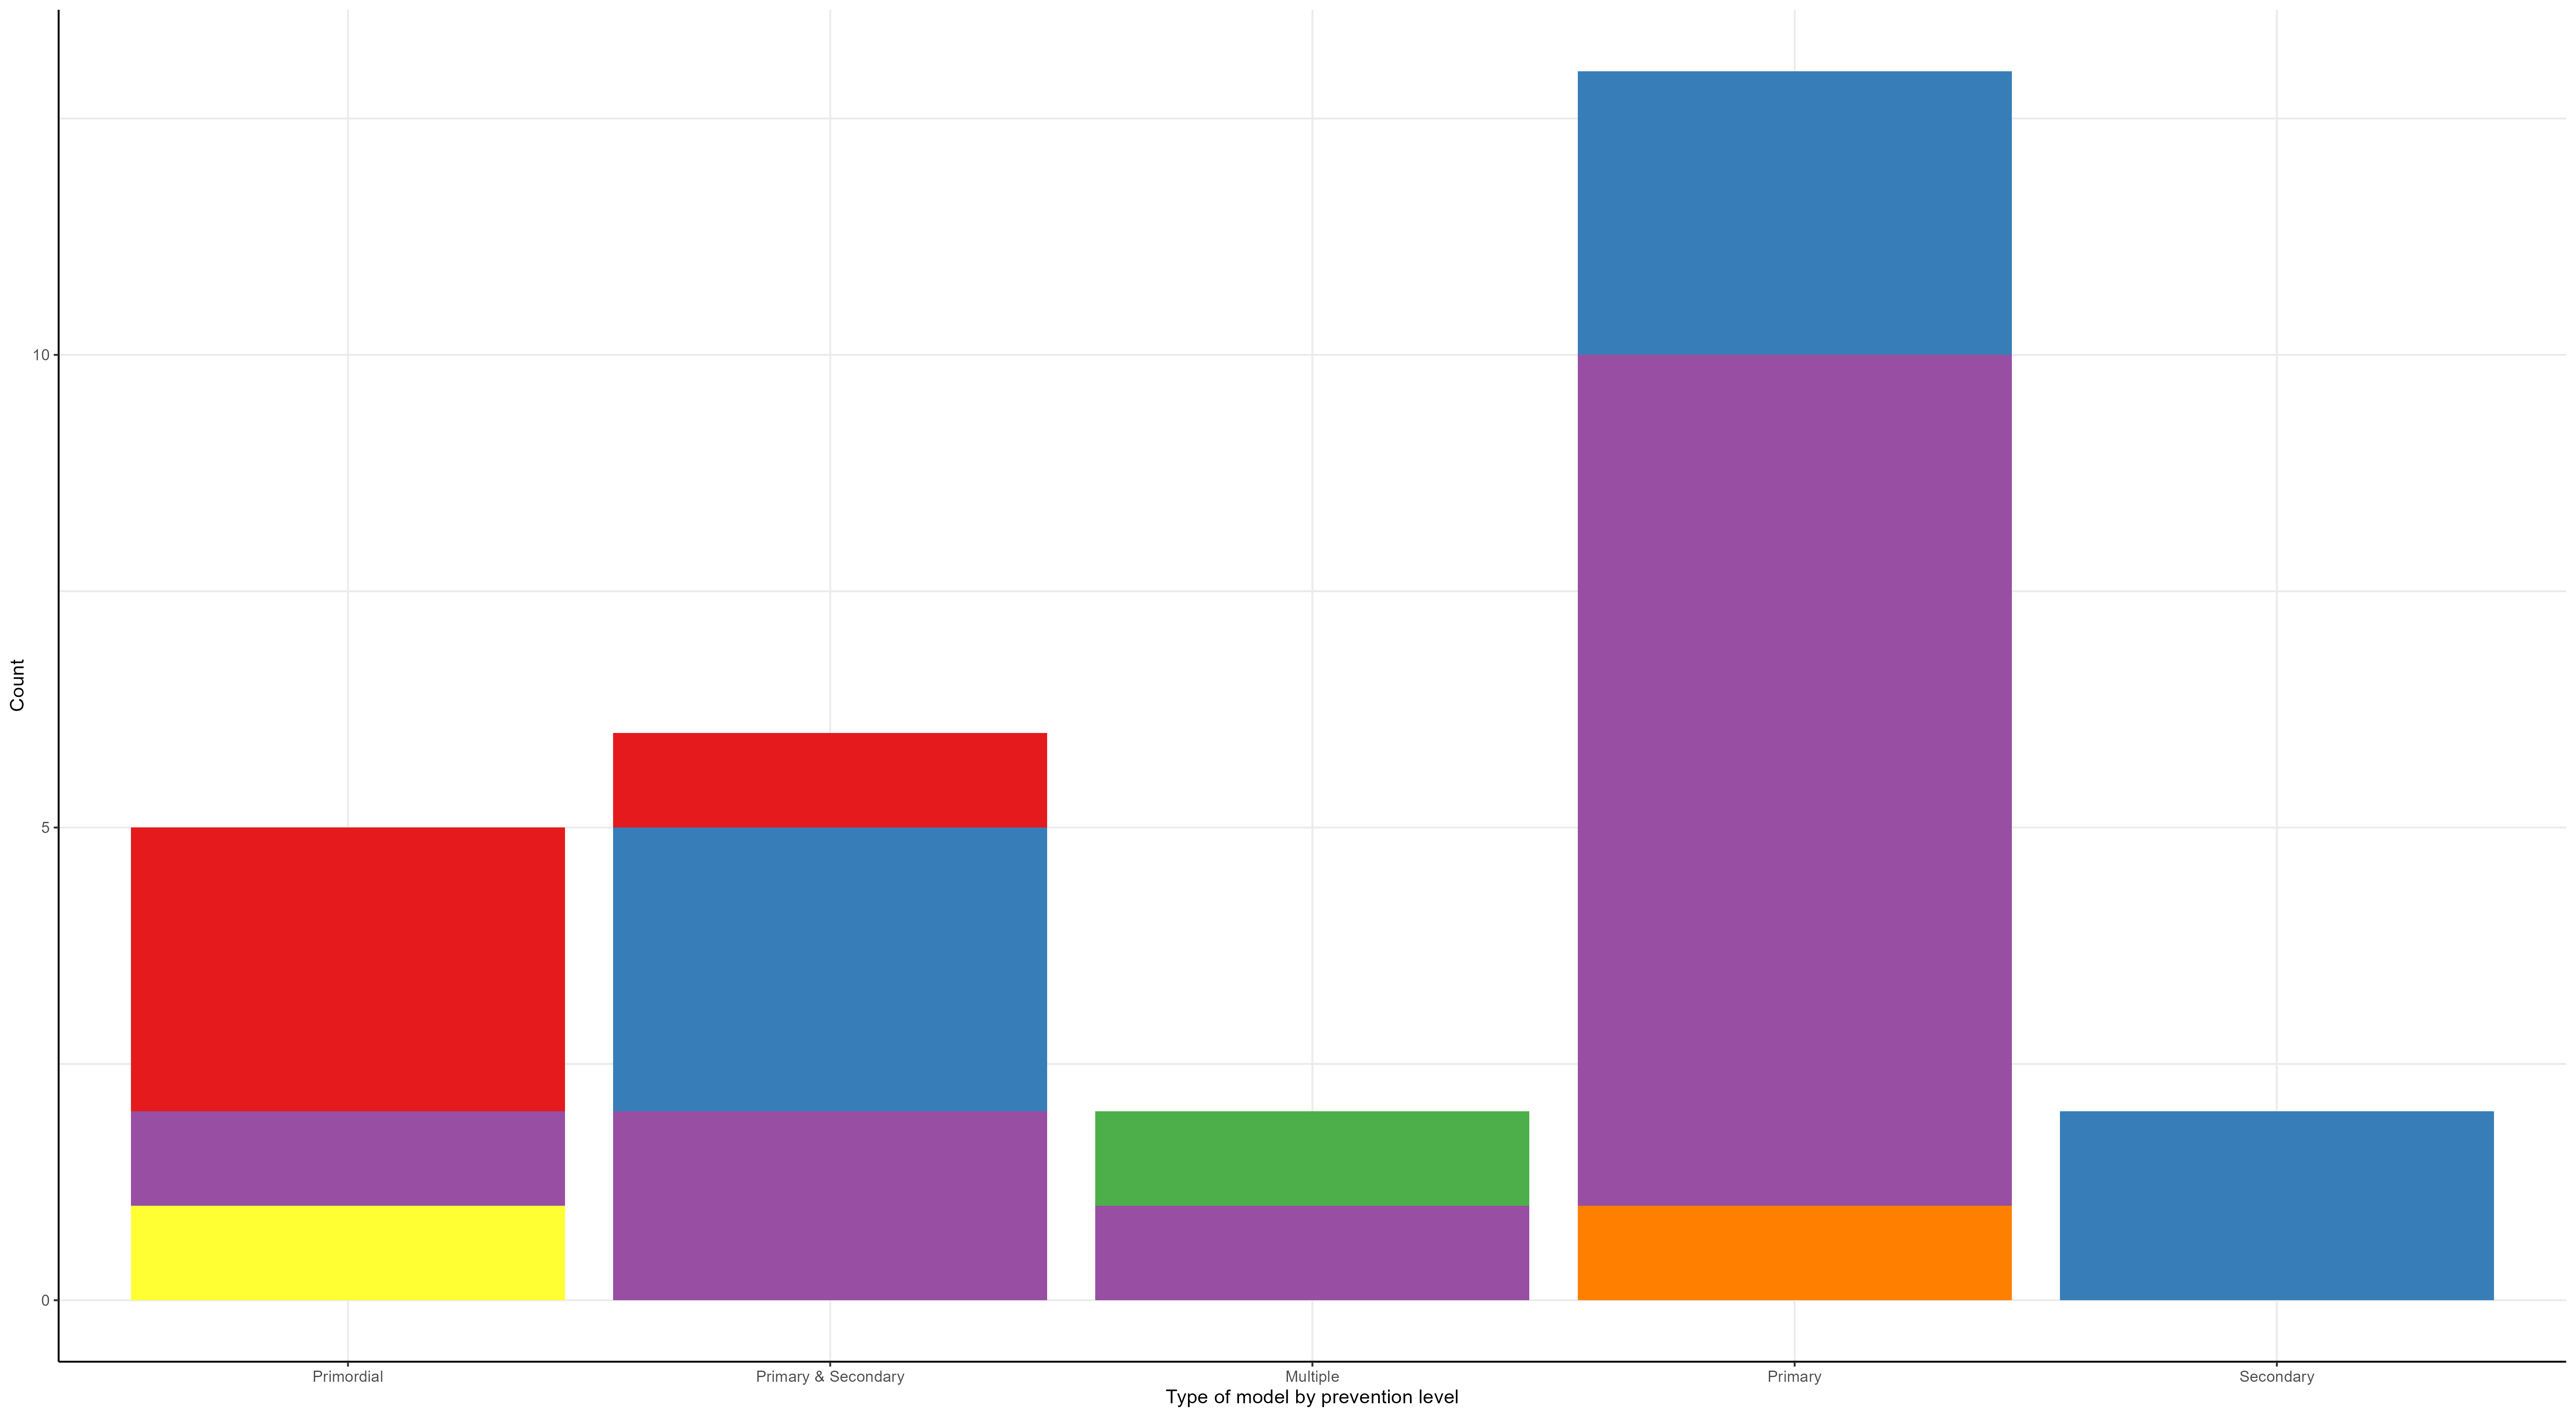 Count
10
5
0
Primordial
Primary & Secondary
Multiple
Primary
Secondary
Type of model by prevention level